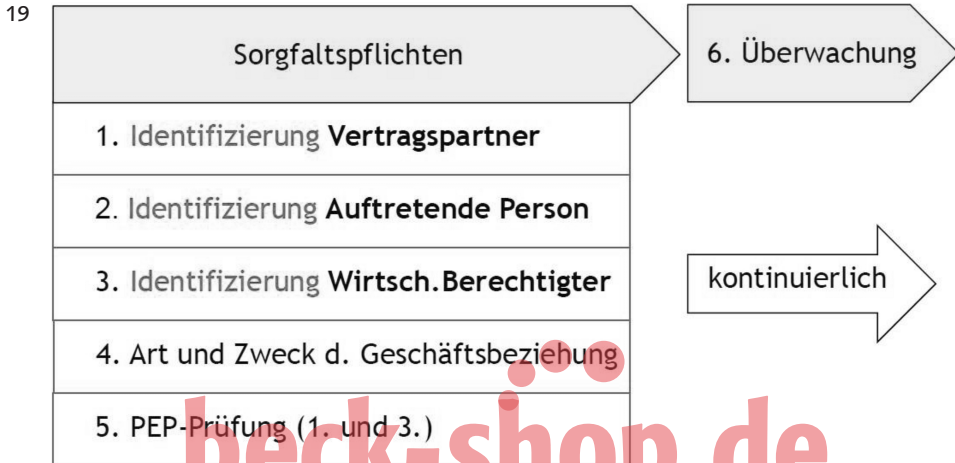 19
Sorgfaltspflichten
6. Überwachung
1. Identifizierung Vertragspartner
2. Identifizierung Auftretende Person
3. Identifizierung Wirtsch.Berechtigter
kontinuierlich
4. Art und Zweck d. Geschäftsbeziehung
5. PEP-Prüfung (1. und 3.)
beck-shop.de